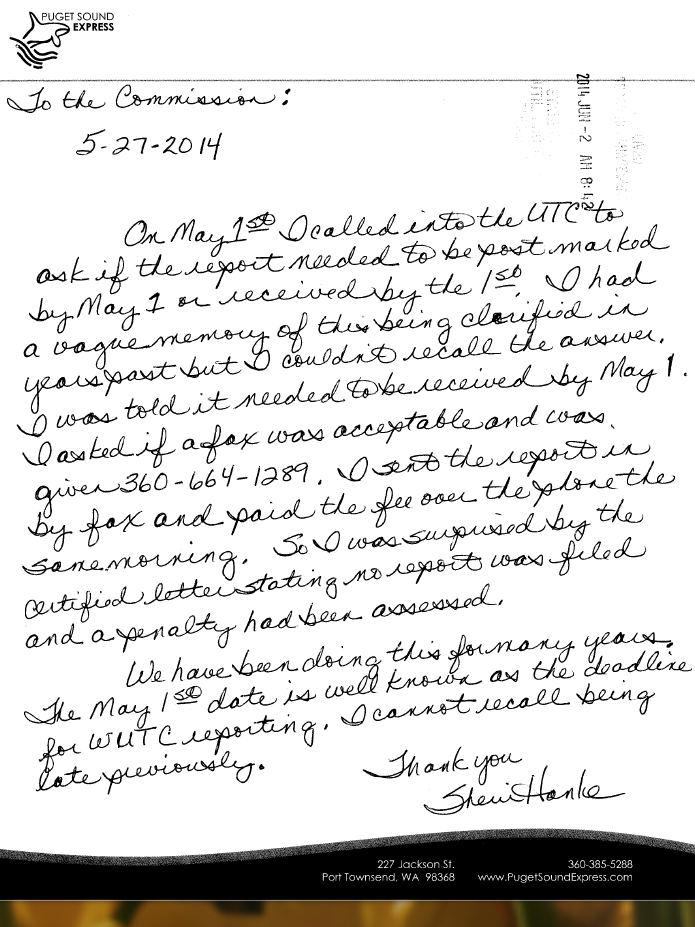 PUGET SOUND
EXPRESS
To the Commission:
5-27-2014
2014 JUN -2 AM 8:42
On May 1st I called into the UTC to
ask if the report needed to be post marked
by May 1 or received by the 1st. I had
a vague memory of this being clarified in
years past but I couldn't recall the answer.
I was told it needed to be received by May 1.
I asked if a fax was acceptable and was
given 360-664-1289. I sent the report in
by fax and paid the fee over the phone the
same morning. So I was surprised by the
certified letter stating no report was filed
and a penalty had been assessed.
We have been doing this for many years.
The May 1st date is well known as the deadline
for WUTC reporting. I cannot recall being
late previously.
Thank you
Sherri Hanke
227 Jackson St.
Port Townsend, WA 98368
360-385-5288
www.PugetSoundExpress.com